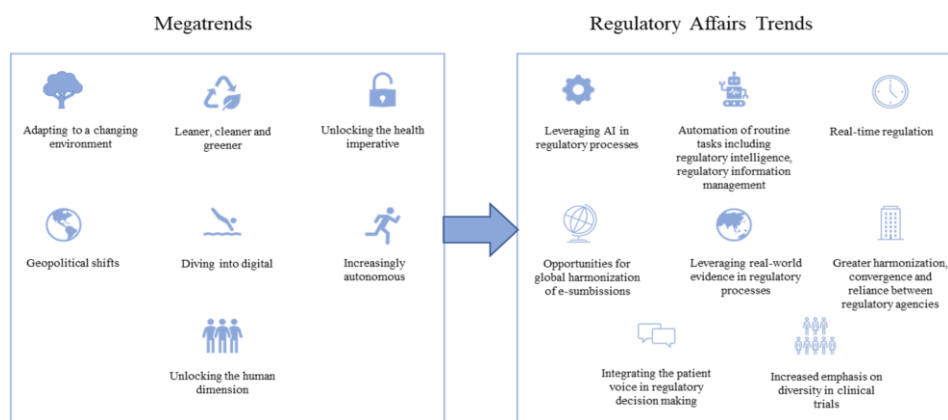 Megatrends
Adapting to a changing
environment
Leaner, cleaner and
greener
Unlocking the health
imperative
Geopolitical shifts
Diving into digital
Increasingly
autonomous
Unlocking the human
dimension
Regulatory Affairs Trends
Leveraging AI in
regulatory processes
Automation of routine
tasks including
regulatory intelligence,
regulatory information
management
Real-time regulation
Opportunities for
global harmonization
of e-sumbissions
Leveraging real-world
evidence in regulatory
processes
Greater harmonization,
convergence and
reliance between
regulatory agencies
Integrating the patient
voice in regulatory
decision making
Increased emphasis on
diversity in clinical
trials